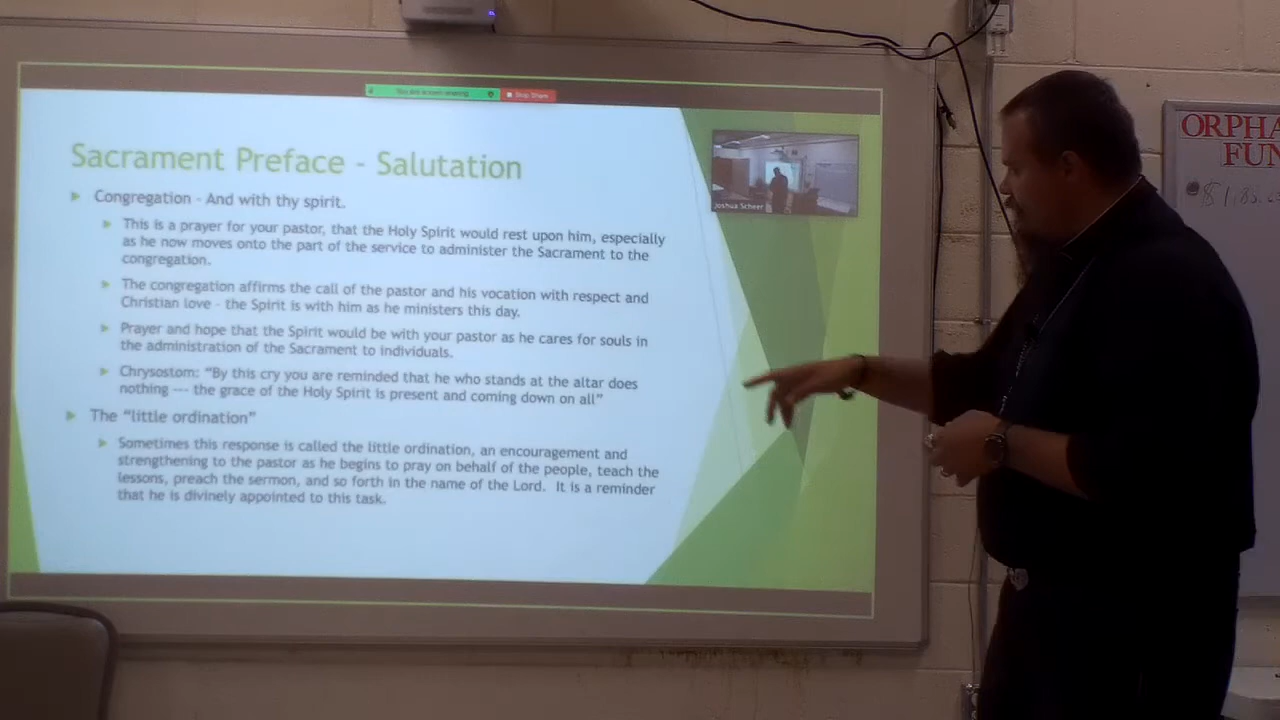 You are screen sharing
Stop Share
Sacrament Preface - Salutation
Congregation - And with thy spirit.
This is a prayer for your pastor, that the Holy Spirit would rest upon him, especially
as he now moves onto the part of the service to administer the Sacrament to the
congregation.
The congregation affirms the call of the pastor and his vocation with respect and
Christian love - the Spirit is with him as he ministers this day.
Prayer and hope that the Spirit would be with your pastor as he cares for souls in
the administration of the Sacrament to individuals.
Chrysostom: "By this cry you are reminded that he who stands at the altar does
nothing --- the grace of the Holy Spirit is present and coming down on all"
The "little ordination"
Sometimes this response is called the little ordination, an encouragement and
strengthening to the pastor as he begins to pray on behalf of the people, teach the
lessons, preach the sermon, and so forth in the name of the Lord. It is a reminder
that he is divinely appointed to this task.
Joshua Scheer
ORPHA
FUN